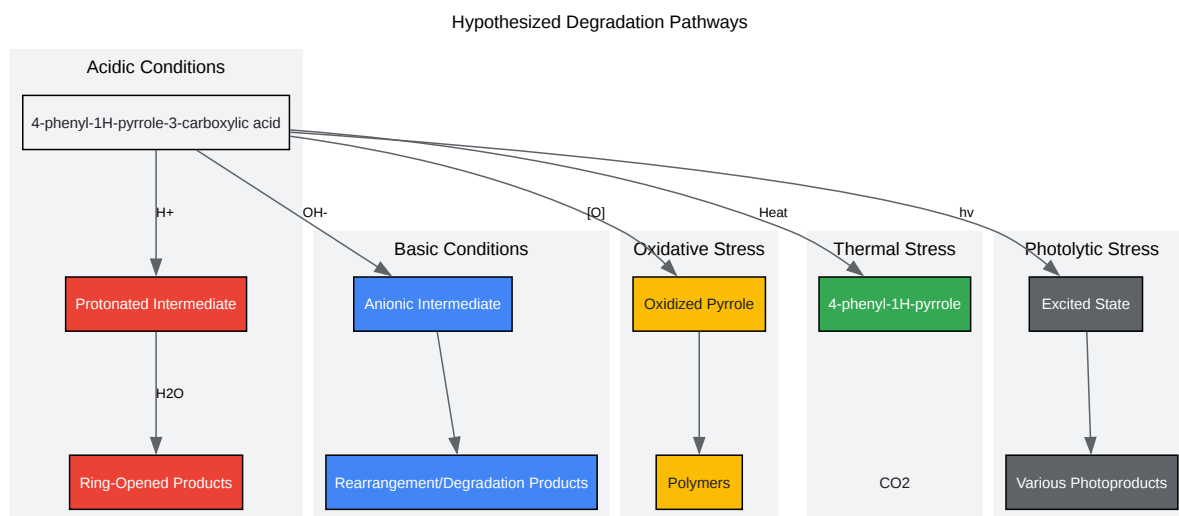 Hypothesized Degradation Pathways
Acidic Conditions
4-phenyl-1H-pyrrole-3-carboxylic acid
H+
OH-
[O]
Heat
hv
Basic Conditions
Oxidative Stress
Thermal Stress
Photolytic Stress
Protonated Intermediate
Anionic Intermediate
Oxidized Pyrrole
4-phenyl-1H-pyrrole
Excited State
H2O
Ring-Opened Products
Rearrangement/Degradation Products
Polymers
CO2
Various Photoproducts